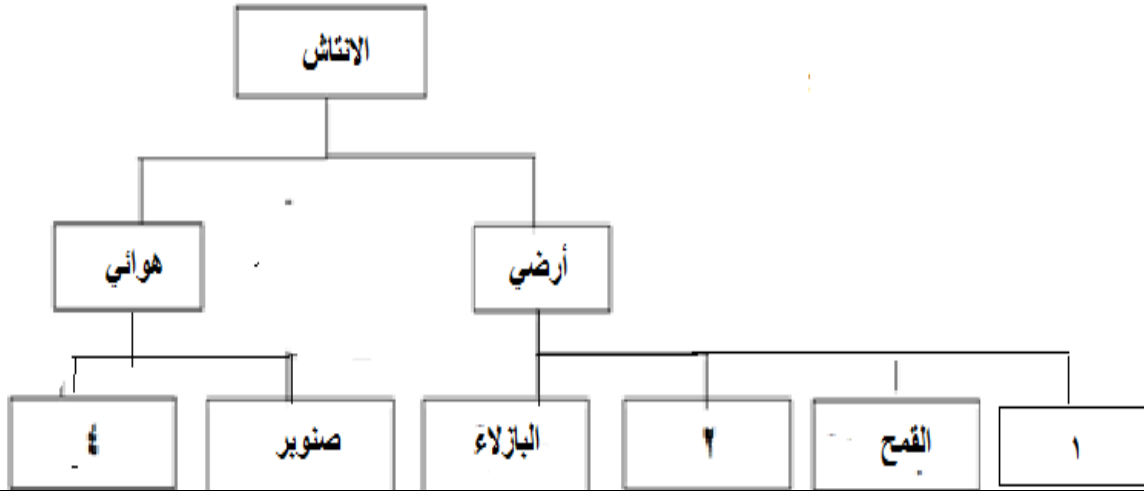 الانتاش
أرضي
هوائي
١
القمح
٢
البازلاء
صنوبر
٤